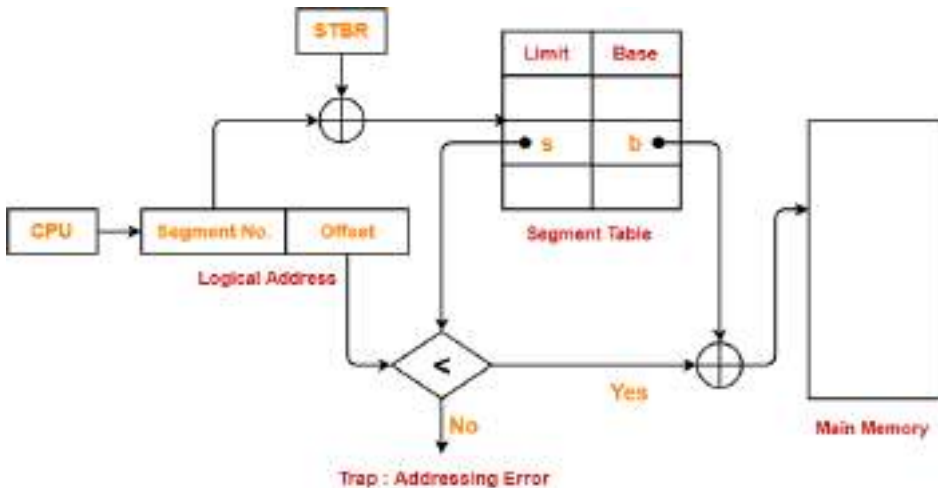 STBR
Limit Base
s b
CPU Segment No. Offset
Segment Table
Logical Address
<
Yes
No
Main Memory
Trap : Addressing Error